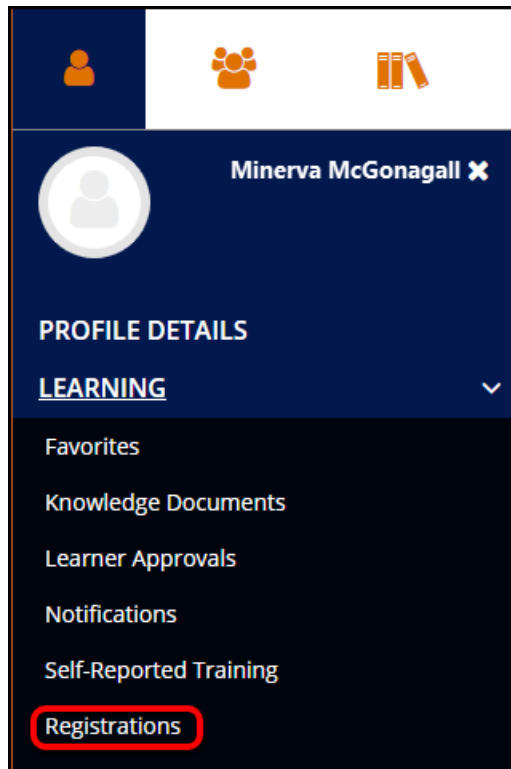 Minerva McGonagall
PROFILE DETAILS
LEARNING
Favorites
Knowledge Documents
Learner Approvals
Notifications
Self-Reported Training
Registrations